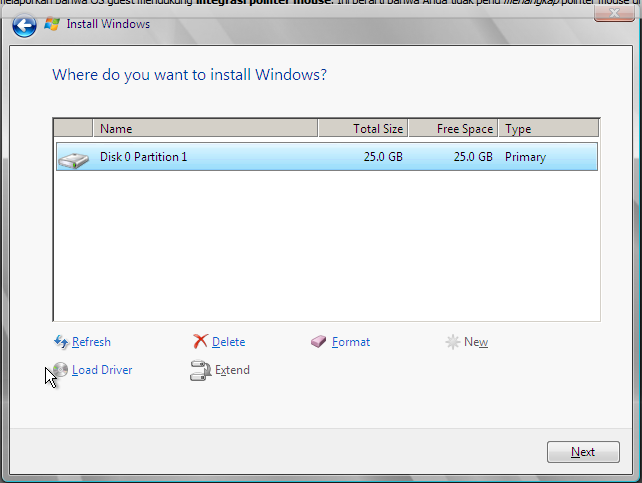 melaporkan bahwa OS guest mendukung integrasi pointer mouse. Ini berarti bahwa Anda tidak perlu menangkap pointer mouse di
Install Windows
Where do you want to install Windows?
Name Total Size Free Space Type
Disk 0 Partition 1 25.0 GB 25.0 GB Primary
Refresh Delete Format New
Load Driver Extend
Next